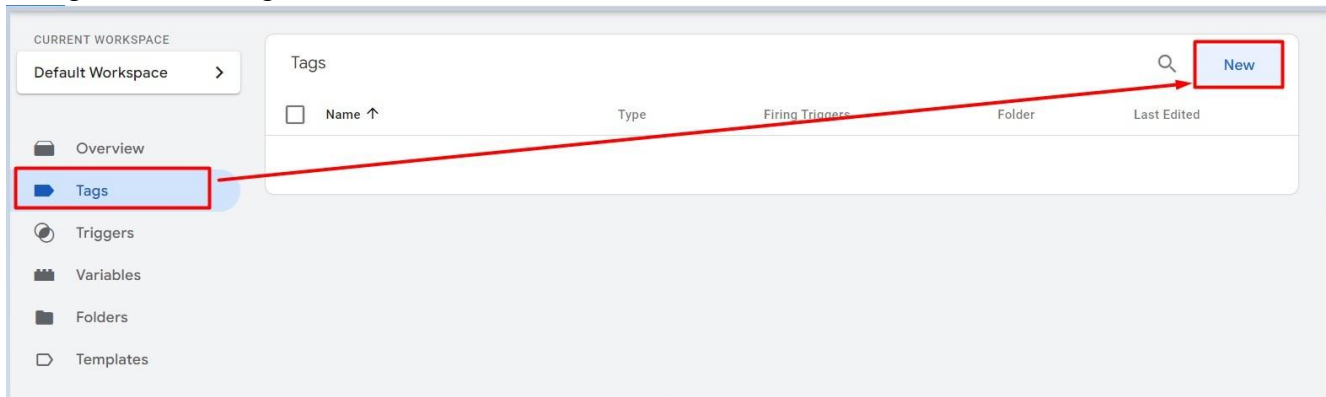 CURRENT WORKSPACE
Default Workspace
Tags
New
Name
Type
Firing Triggers
Folder
Last Edited
Overview
Tags
Triggers
Variables
Folders
Templates